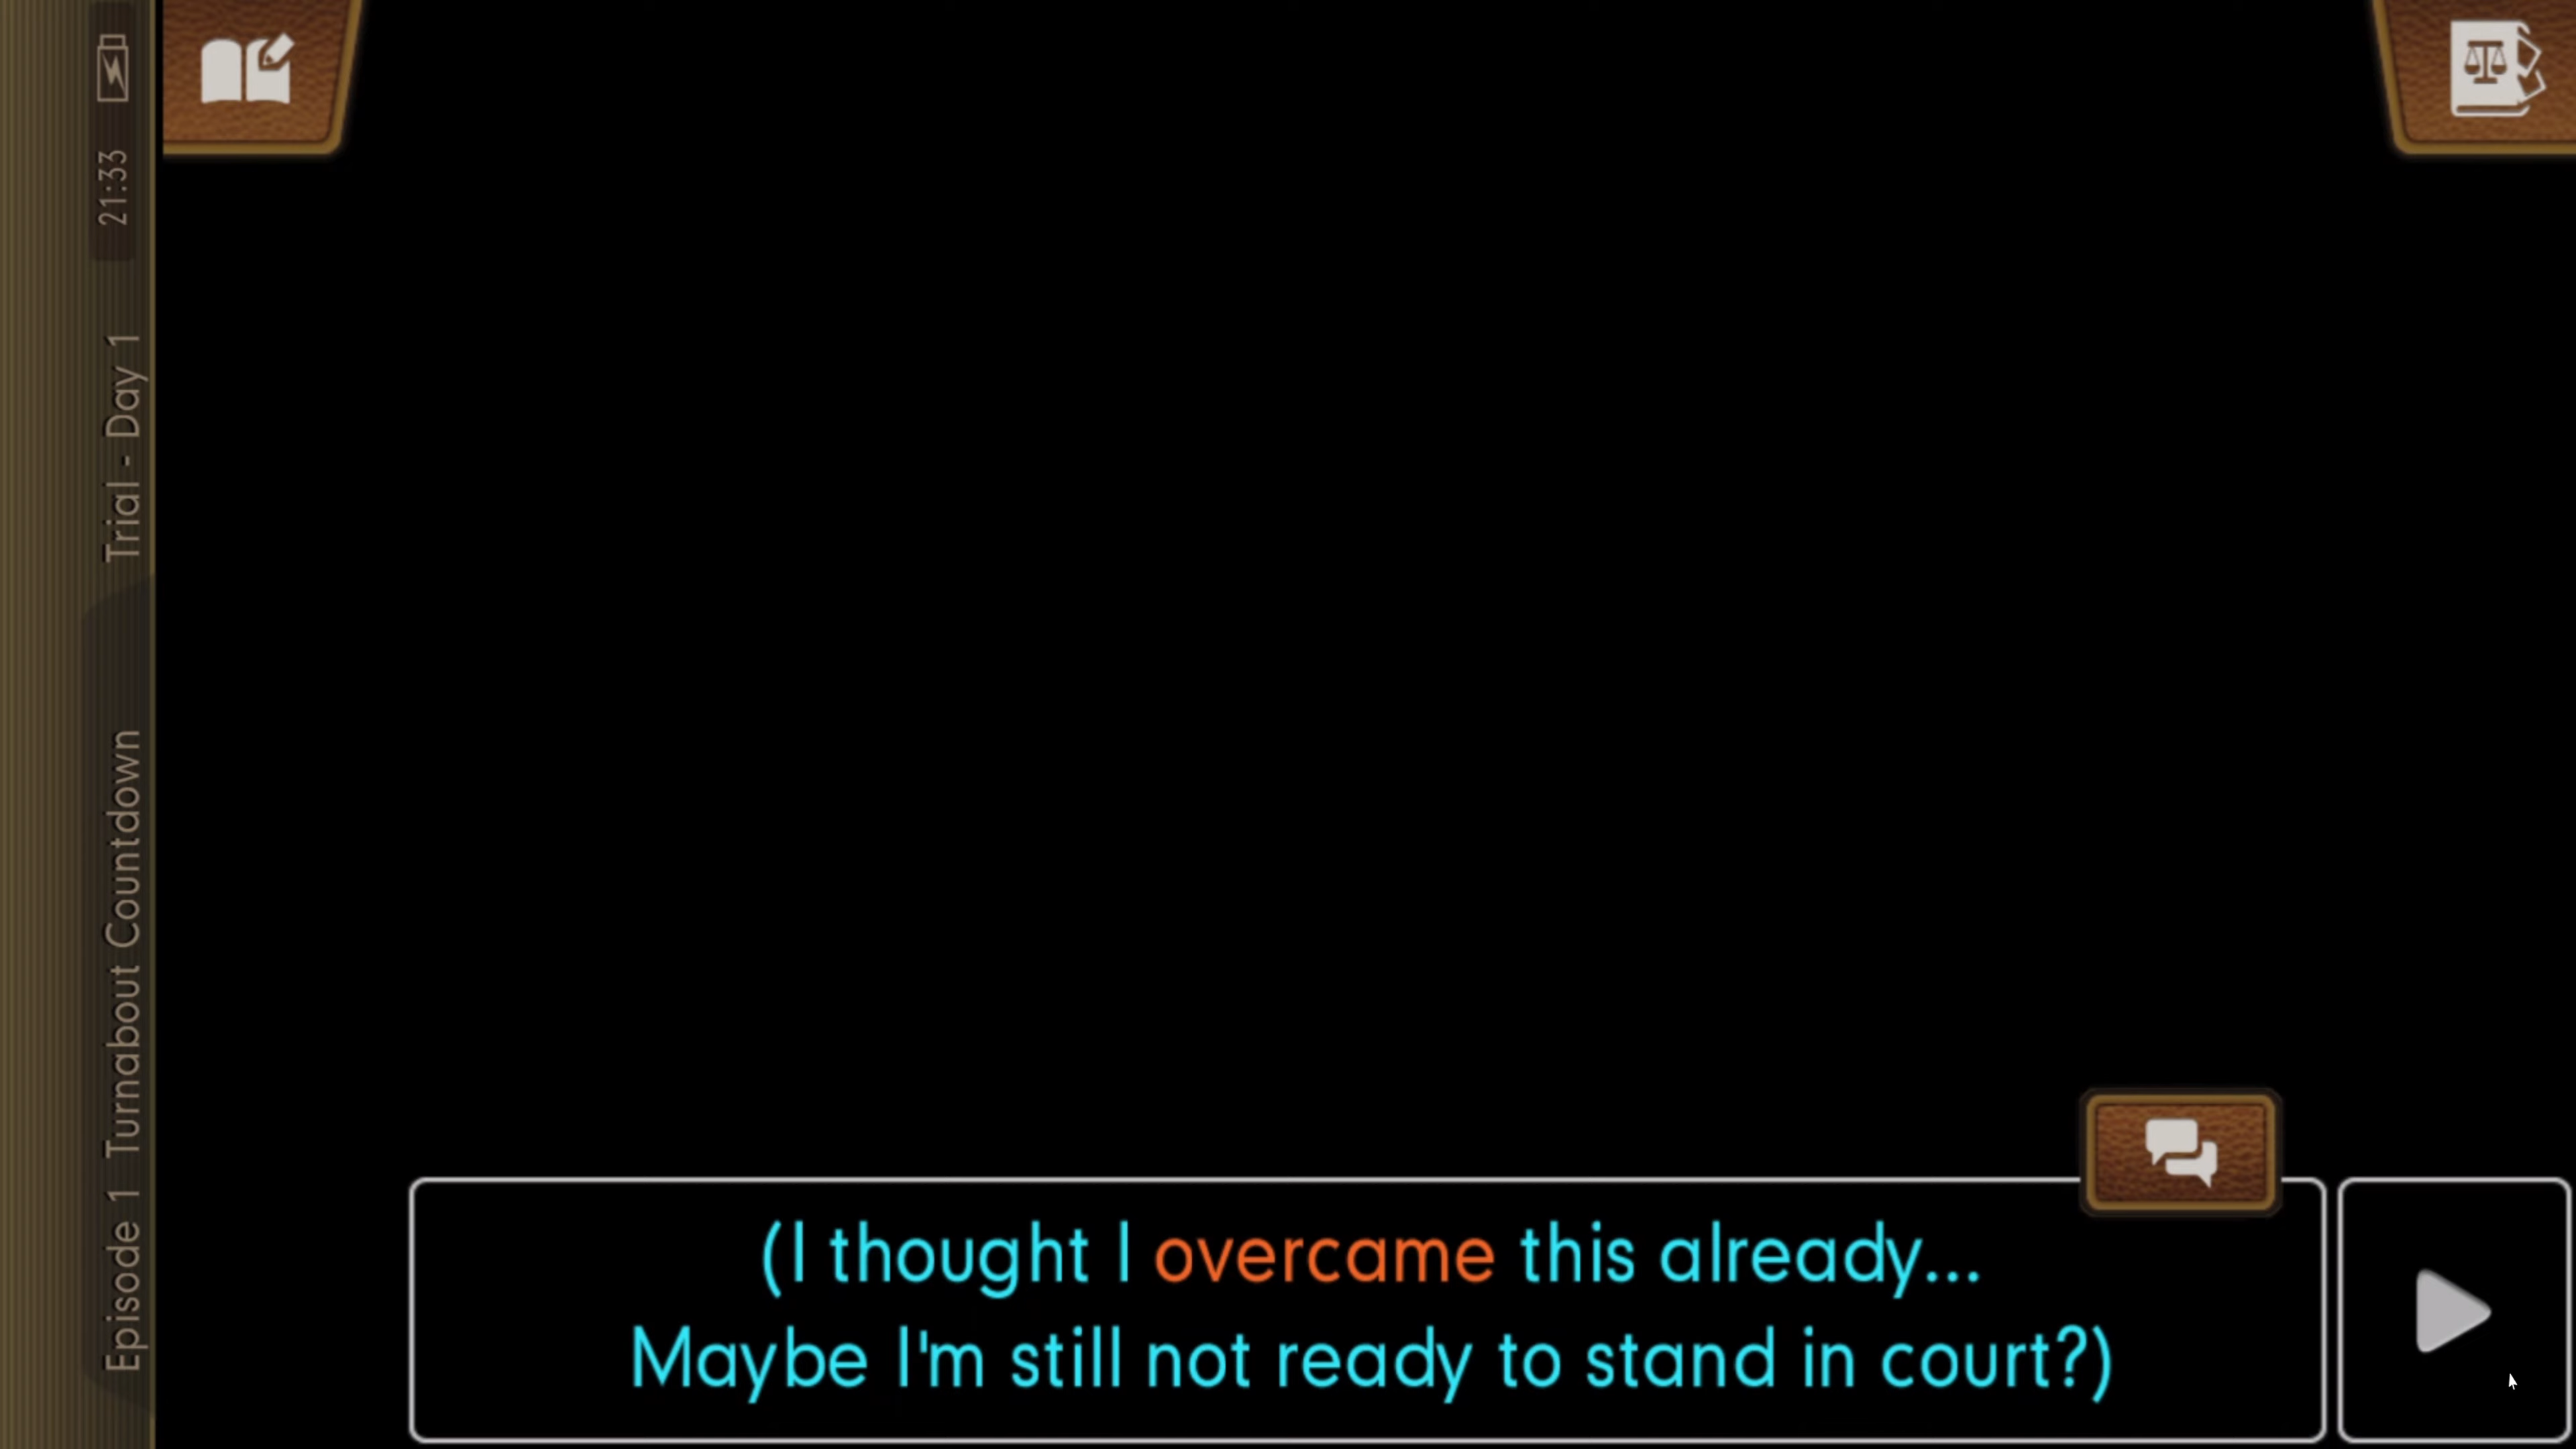 21:33
Trial - Day 1
Episode 1 Turnabout Countdown
(I thought I overcame this already...
Maybe I'm still not ready to stand in court?)